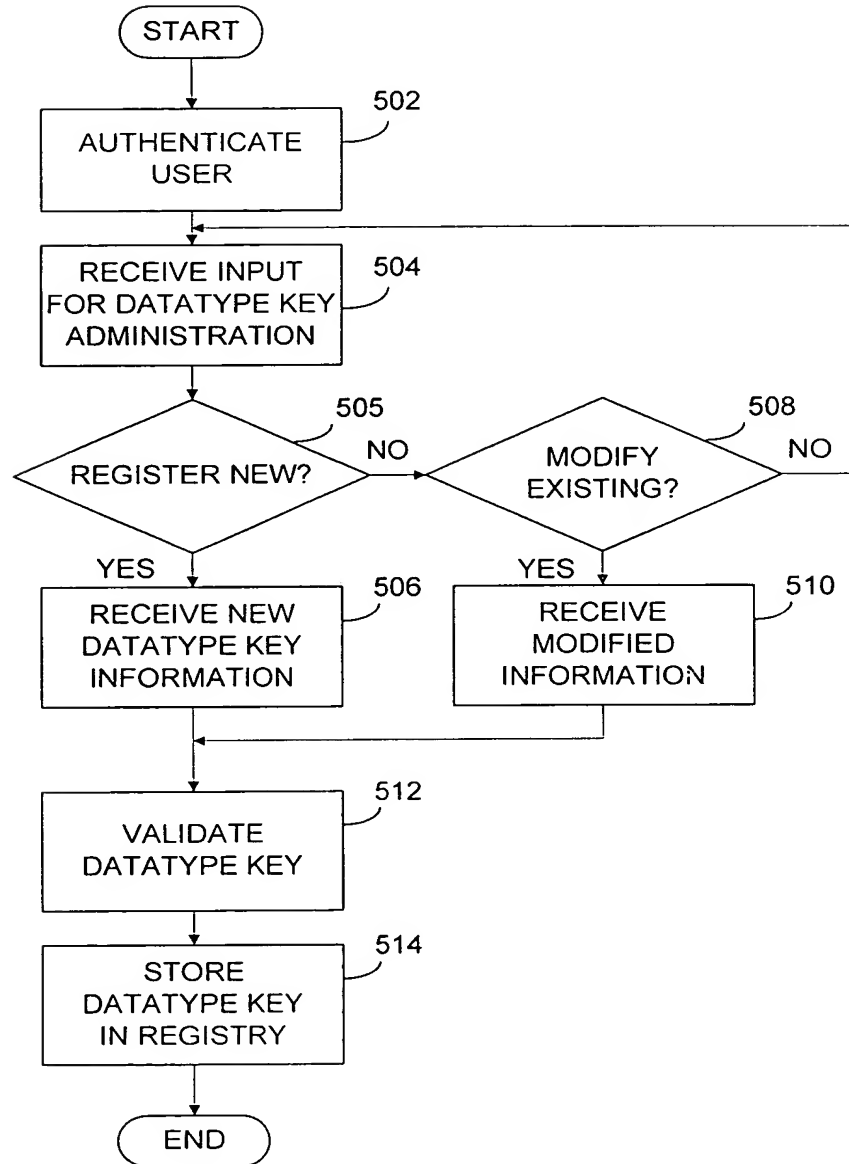 START
502
AUTHENTICATE
USER
RECEIVE INPUT
FOR DATATYPE KEY
ADMINISTRATION
504
505
REGISTER NEW?
NO
508
MODIFY
EXISTING?
NO
YES
506
RECEIVE NEW
DATATYPE KEY
INFORMATION
YES
510
RECEIVE
MODIFIED
INFORMATION
512
VALIDATE
DATATYPE KEY
514
STORE
DATATYPE KEY
IN REGISTRY
END